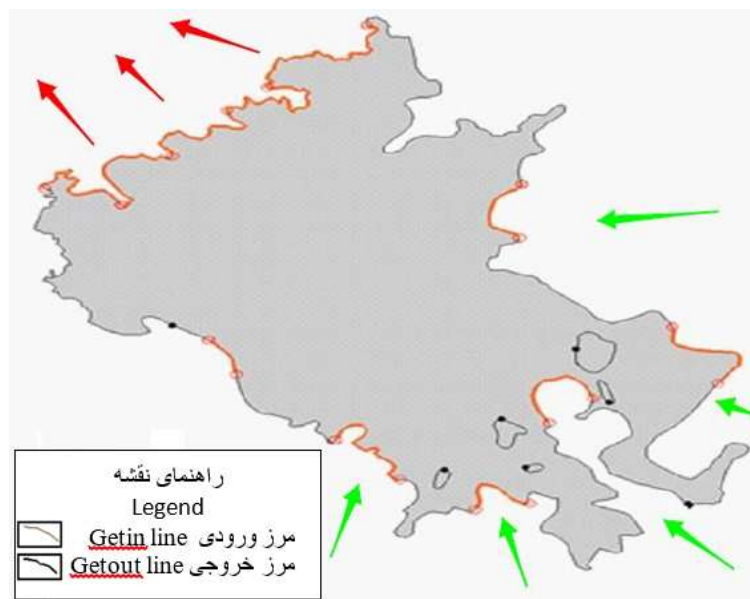 راهنمای نقشه
Legend
مرز ورودی Getin line
مرز خروجی Getout line